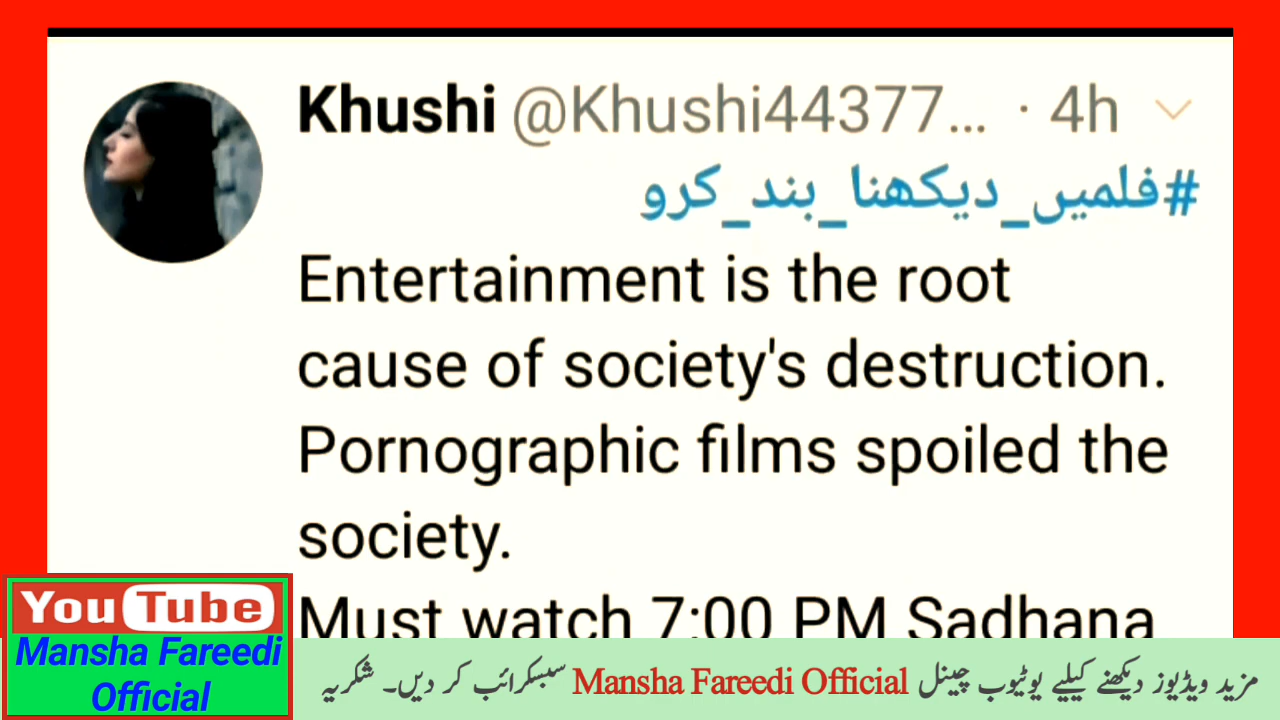 Khushi @Khushi44377... · 4h
#فلمیں_دیکھنا_بند_کرو
Entertainment is the root
cause of society's destruction.
Pornographic films spoiled the
society.
Must watch 7:00 PM Sadhana
YouTube
Mansha Fareedi
Official
مزید ویڈیوز دیکھنے کیلیے یوٹیوب چینل Mansha Fareedi Official سبسکرائب کر دیں۔ شکریہ